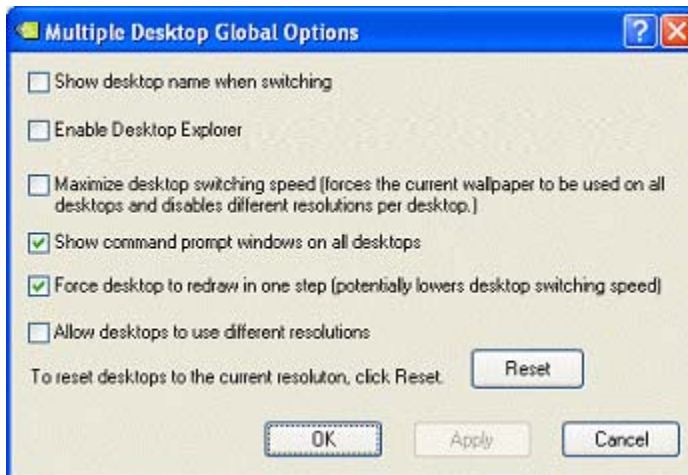 Multiple Desktop Global Options
Show desktop name when switching
Enable Desktop Explorer
Maximize desktop switching speed (forces the current wallpaper to be used on all
desktops and disables different resolutions per desktop.)
Show command prompt windows on all desktops
Force desktop to redraw in one step (potentially lowers desktop switching speed)
Allow desktops to use different resolutions
To reset desktops to the current resoluton, click Reset.
Reset
OK
Apply
Cancel